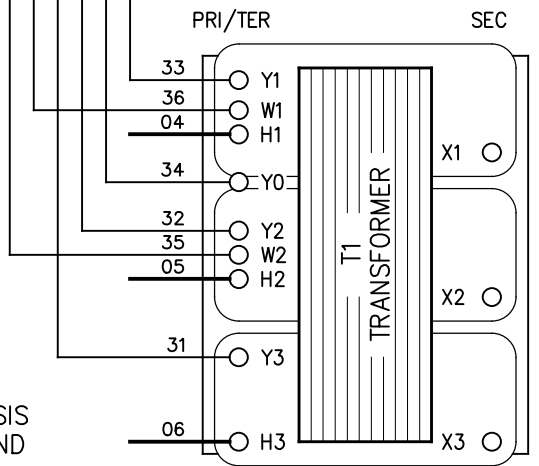 PRI/TER SEC
33 Y1
36 W1
04 H1
X1
34 Y0
32 Y2
35 W2
05 H2
X2
T1
TRANSFORMER
31 Y3
SIS
ND
06 H3
X3